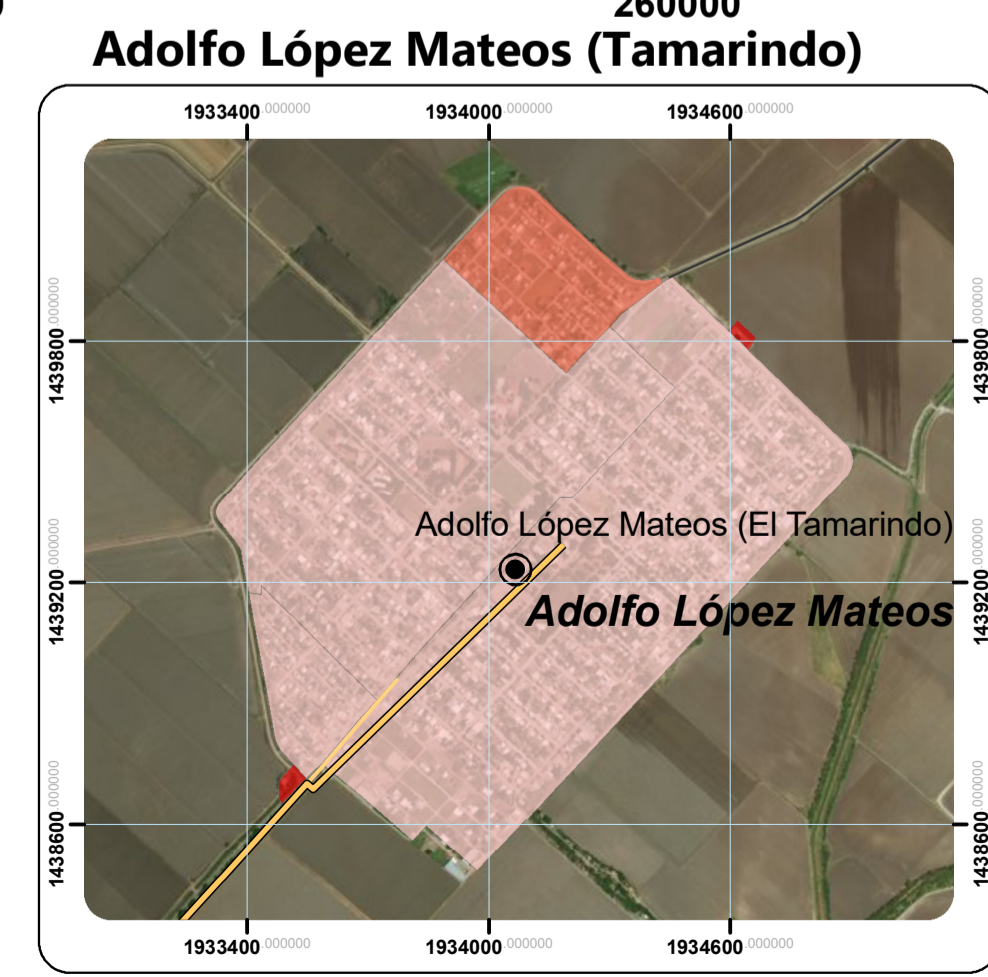 260000
Adolfo López Mateos (Tamarindo)
1933400.000000 1934000.000000 1934600.000000
1439800.000000 1439800.000000
Adolfo López Mateos (El Tamarindo)
1439200.000000 1439200.000000
Adolfo López Mateos
1438600.000000 1438600.000000
1933400.000000 1934000.000000 1934600.000000